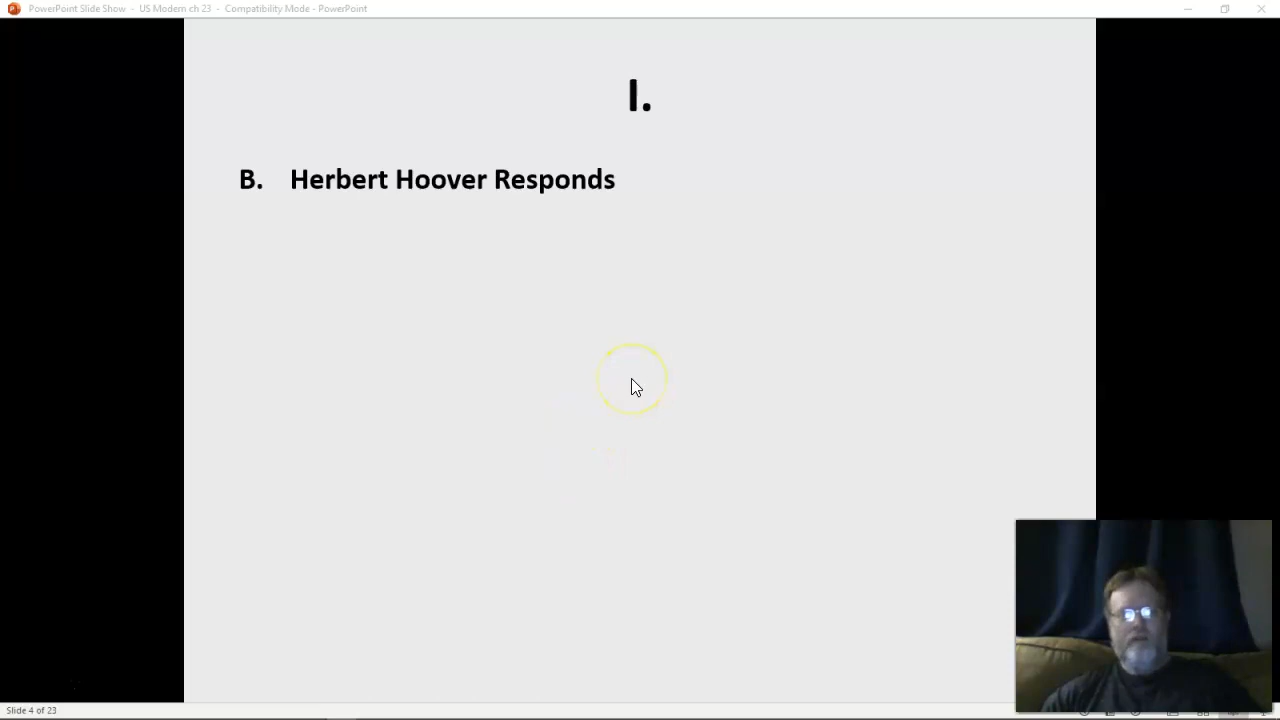 PowerPoint Slide Show - US Modern ch 23 - Compatibility Mode - PowerPoint
I.
B. Herbert Hoover Responds
Slide 4 of 23